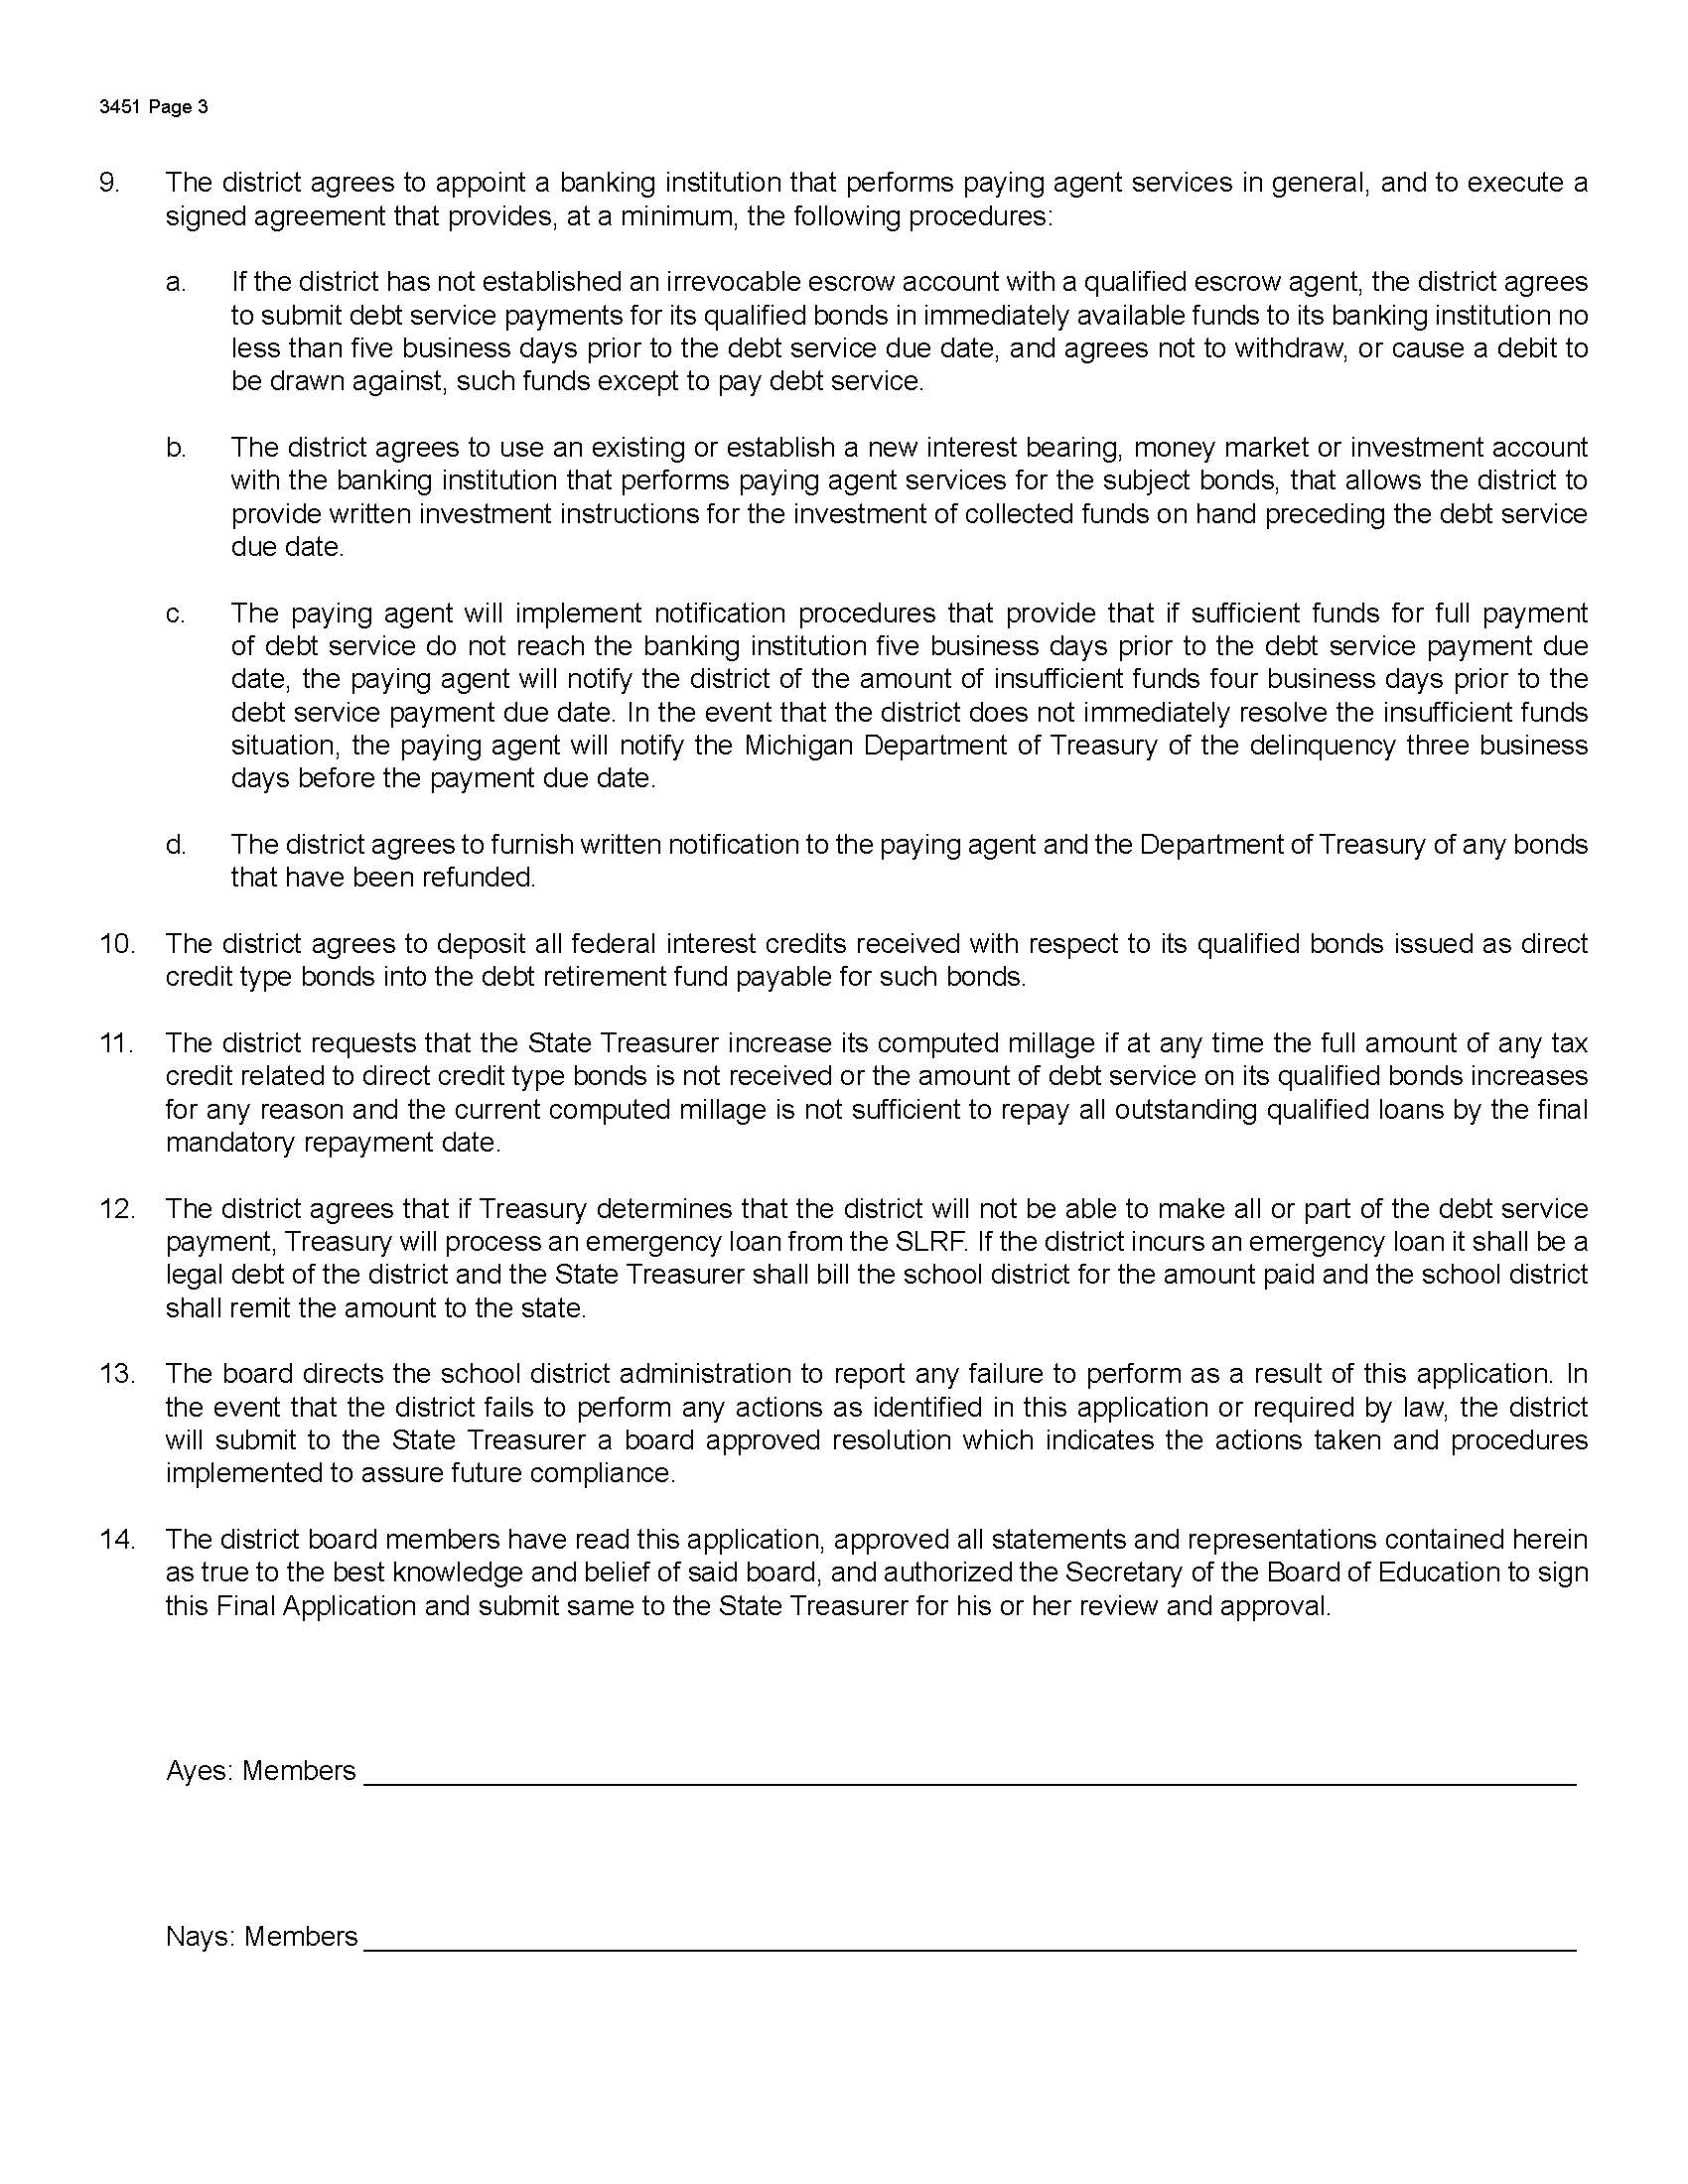 3451 Page 3
9. The district agrees to appoint a banking institution that performs paying agent services in general, and to execute a
signed agreement that provides, at a minimum, the following procedures:
a. If the district has not established an irrevocable escrow account with a qualified escrow agent, the district agrees
to submit debt service payments for its qualified bonds in immediately available funds to its banking institution no
less than five business days prior to the debt service due date, and agrees not to withdraw, or cause a debit to
be drawn against, such funds except to pay debt service.
b. The district agrees to use an existing or establish a new interest bearing, money market or investment account
with the banking institution that performs paying agent services for the subject bonds, that allows the district to
provide written investment instructions for the investment of collected funds on hand preceding the debt service
due date.
c. The paying agent will implement notification procedures that provide that if sufficient funds for full payment
of debt service do not reach the banking institution five business days prior to the debt service payment due
date, the paying agent will notify the district of the amount of insufficient funds four business days prior to the
debt service payment due date. In the event that the district does not immediately resolve the insufficient funds
situation, the paying agent will notify the Michigan Department of Treasury of the delinquency three business
days before the payment due date.
d. The district agrees to furnish written notification to the paying agent and the Department of Treasury of any bonds
that have been refunded.
10. The district agrees to deposit all federal interest credits received with respect to its qualified bonds issued as direct
credit type bonds into the debt retirement fund payable for such bonds.
11. The district requests that the State Treasurer increase its computed millage if at any time the full amount of any tax
credit related to direct credit type bonds is not received or the amount of debt service on its qualified bonds increases
for any reason and the current computed millage is not sufficient to repay all outstanding qualified loans by the final
mandatory repayment date.
12. The district agrees that if Treasury determines that the district will not be able to make all or part of the debt service
payment, Treasury will process an emergency loan from the SLRF. If the district incurs an emergency loan it shall be a
legal debt of the district and the State Treasurer shall bill the school district for the amount paid and the school district
shall remit the amount to the state.
13. The board directs the school district administration to report any failure to perform as a result of this application. In
the event that the district fails to perform any actions as identified in this application or required by law, the district
will submit to the State Treasurer a board approved resolution which indicates the actions taken and procedures
implemented to assure future compliance.
14. The district board members have read this application, approved all statements and representations contained herein
as true to the best knowledge and belief of said board, and authorized the Secretary of the Board of Education to sign
this Final Application and submit same to the State Treasurer for his or her review and approval.
Ayes: Members
Nays: Members